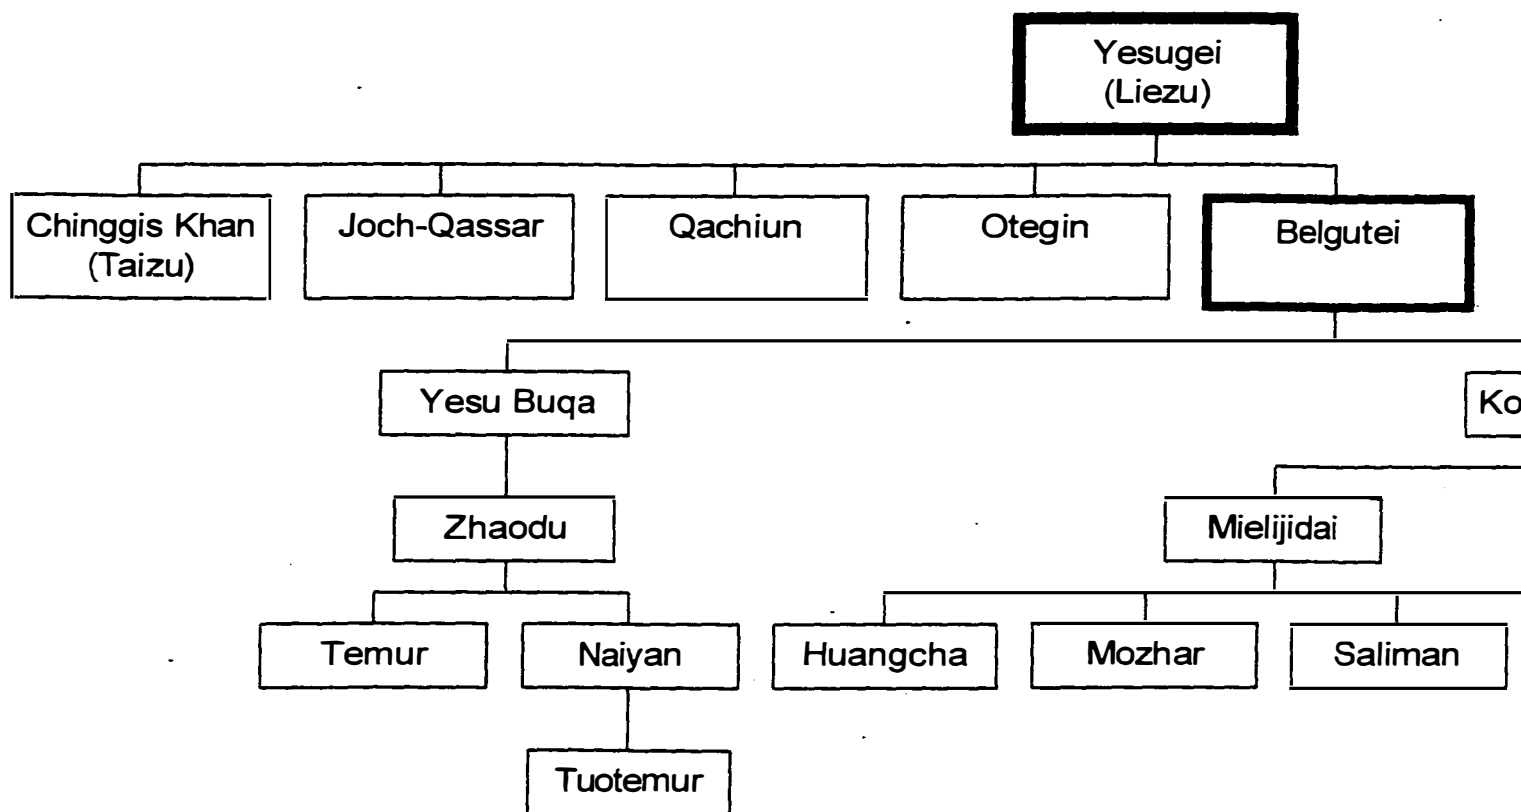 Yesugei
(Liezu)
Chinggis Khan
(Taizu)
Joch-Qassar
Qachiun
Otegin
Belgutei
Yesu Buqa
Ko
Zhaodu
Mielijidai
Temur
Naiyan
Huangcha
Mozhar
Saliman
Tuotemur